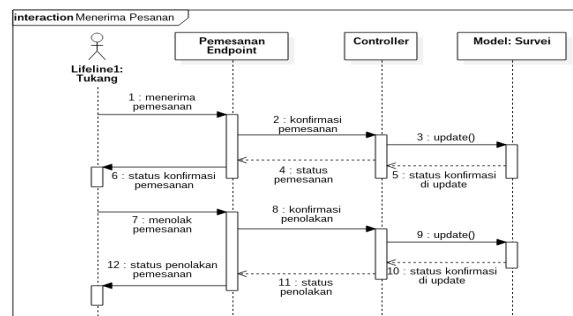 interaction Menerima Pesanan
Pemesanan
Endpoint
Controller
Model: Survei
Lifeline1:
Tukang
1 : menerima
pemesanan
2 : konfirmasi
pemesanan
3 : update()
6 : status konfirmasi
pemesanan
4 : status
pemesanan
5 : status konfirmasi
di update
7 : menolak
pemesanan
8 : konfirmasi
penolakan
9 : update()
12 : status penolakan
pemesanan
11 : status
penolakan
10 : status konfirmasi
di update